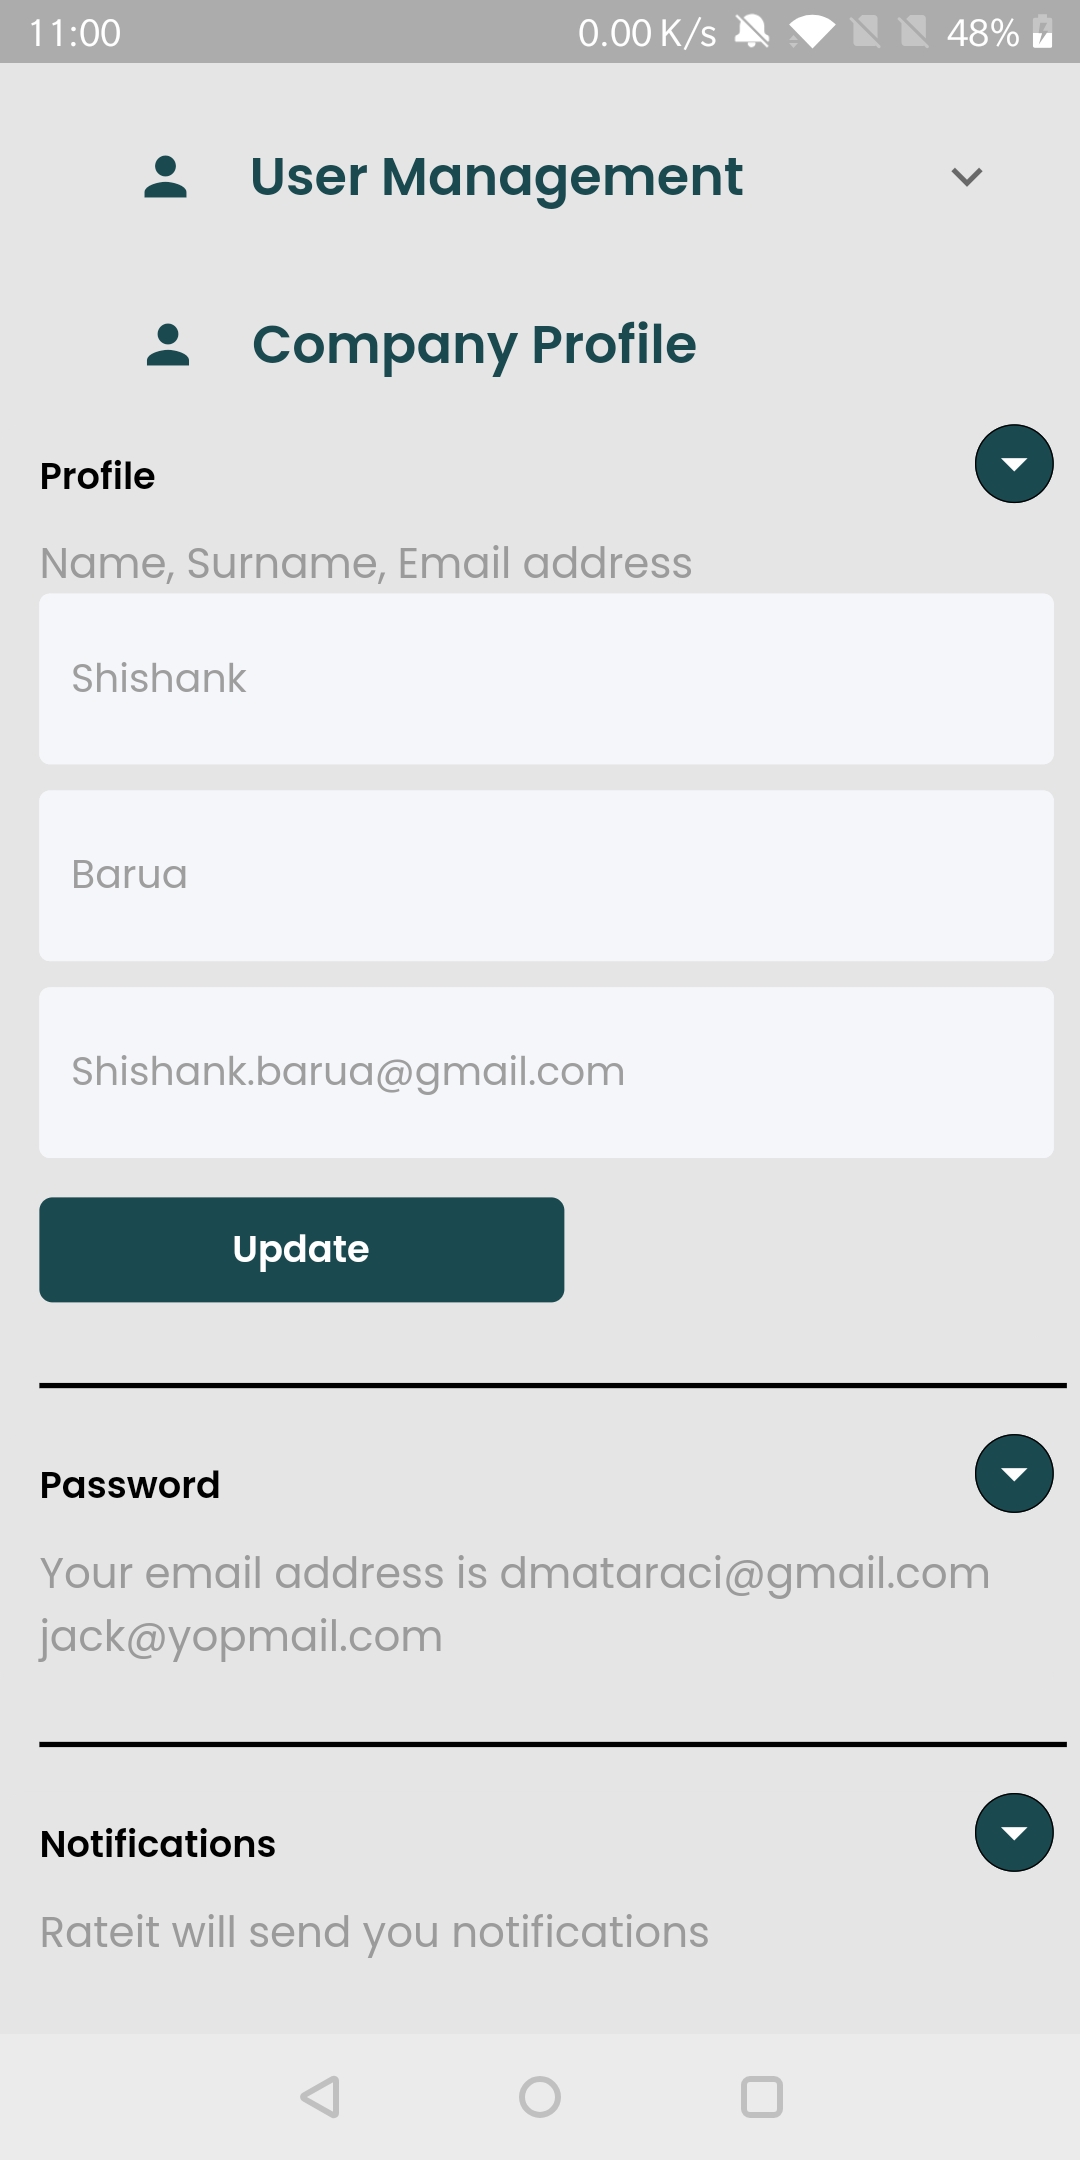 11:00 0.00 K/s 48%
User Management
Company Profile
Profile
Name, Surname, Email address
Shishank
Barua
Shishank.barua@gmail.com
Update
Password
Your email address is dmataraci@gmail.com
jack@yopmail.com
Notifications
Rateit will send you notifications